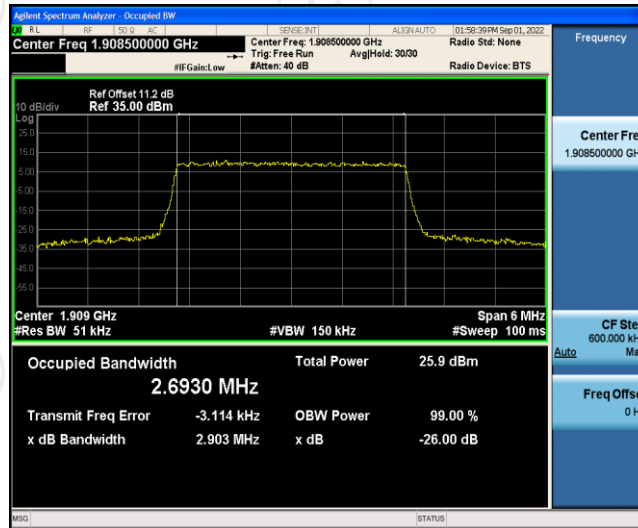 Agilent Spectrum Analyzer - Occupied BW
RL RF 50 Ω AC SENSE:INT ALIGN AUTO 01:58:39 PM Sep 01, 2022
Center Freq 1.908500000 GHz
Center Freq: 1.908500000 GHz
Radio Std: None
Trig: Free Run Avg|Hold: 30/30
#IFGain:Low #Atten: 40 dB
Radio Device: BTS
Ref Offset 11.2 dB
10 dB/div Ref 35.00 dBm
Log
25.0
15.0
5.00
-5.00
-15.0
-25.0
-35.0
-45.0
-55.0
Center 1.909 GHz Span 6 MHz
#Res BW 51 kHz #VBW 150 kHz #Sweep 100 ms
Occupied Bandwidth Total Power 25.9 dBm
2.6930 MHz
Transmit Freq Error -3.114 kHz OBW Power 99.00 %
x dB Bandwidth 2.903 MHz x dB -26.00 dB
MSG STATUS
Frequency
Center Fre
1.908500000 GH
CF Ste
600.000 kH
Auto Ma
Freq Offse
0 H